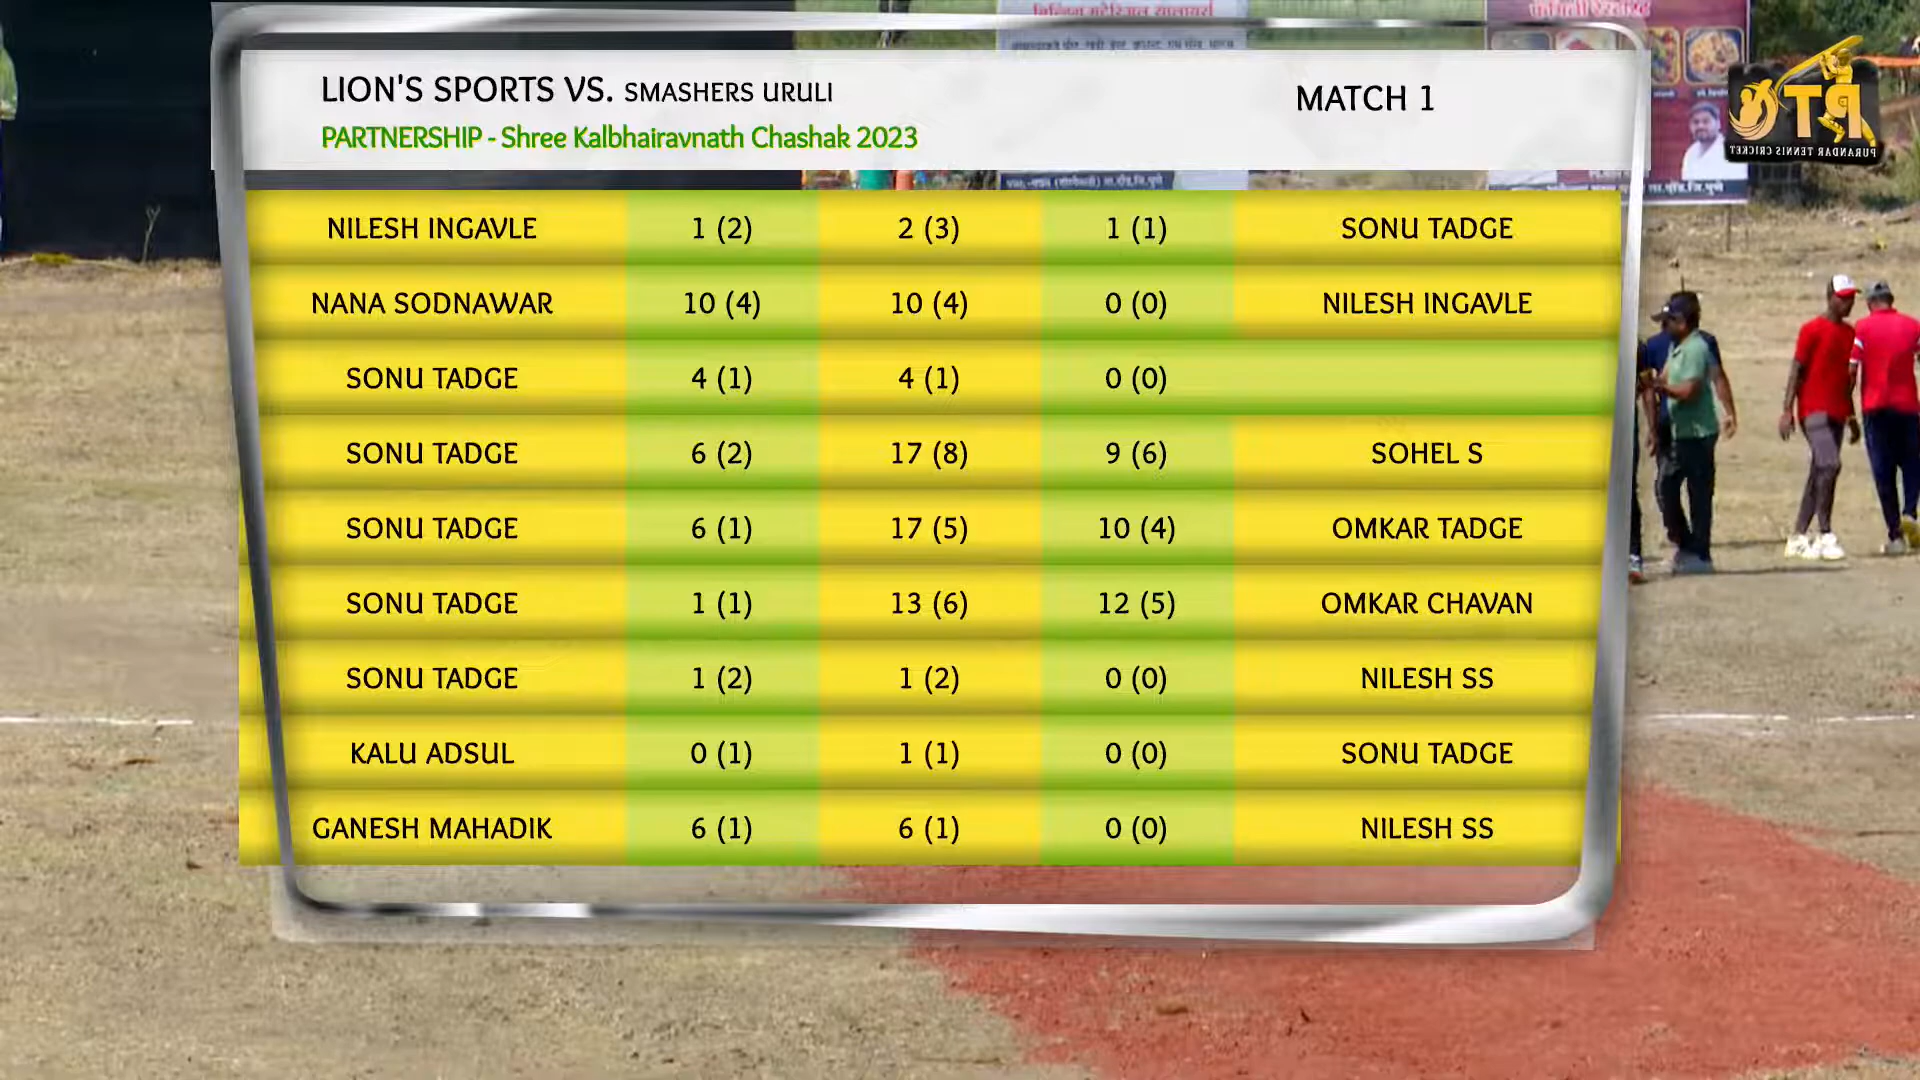 बिल्डिंग मटेरियल सप्लायर्स
LION'S SPORTS VS. SMASHERS URULI
MATCH 1
PARTNERSHIP - Shree Kalbhairavnath Chashak 2023
PTC
PURANDAR TENNIS CRICKET
NILESH INGAVLE 1 (2) 2 (3) 1 (1) SONU TADGE
NANA SODNAWAR 10 (4) 10 (4) 0 (0) NILESH INGAVLE
SONU TADGE 4 (1) 4 (1) 0 (0)
SONU TADGE 6 (2) 17 (8) 9 (6) SOHEL S
SONU TADGE 6 (1) 17 (5) 10 (4) OMKAR TADGE
SONU TADGE 1 (1) 13 (6) 12 (5) OMKAR CHAVAN
SONU TADGE 1 (2) 1 (2) 0 (0) NILESH SS
KALU ADSUL 0 (1) 1 (1) 0 (0) SONU TADGE
GANESH MAHADIK 6 (1) 6 (1) 0 (0) NILESH SS